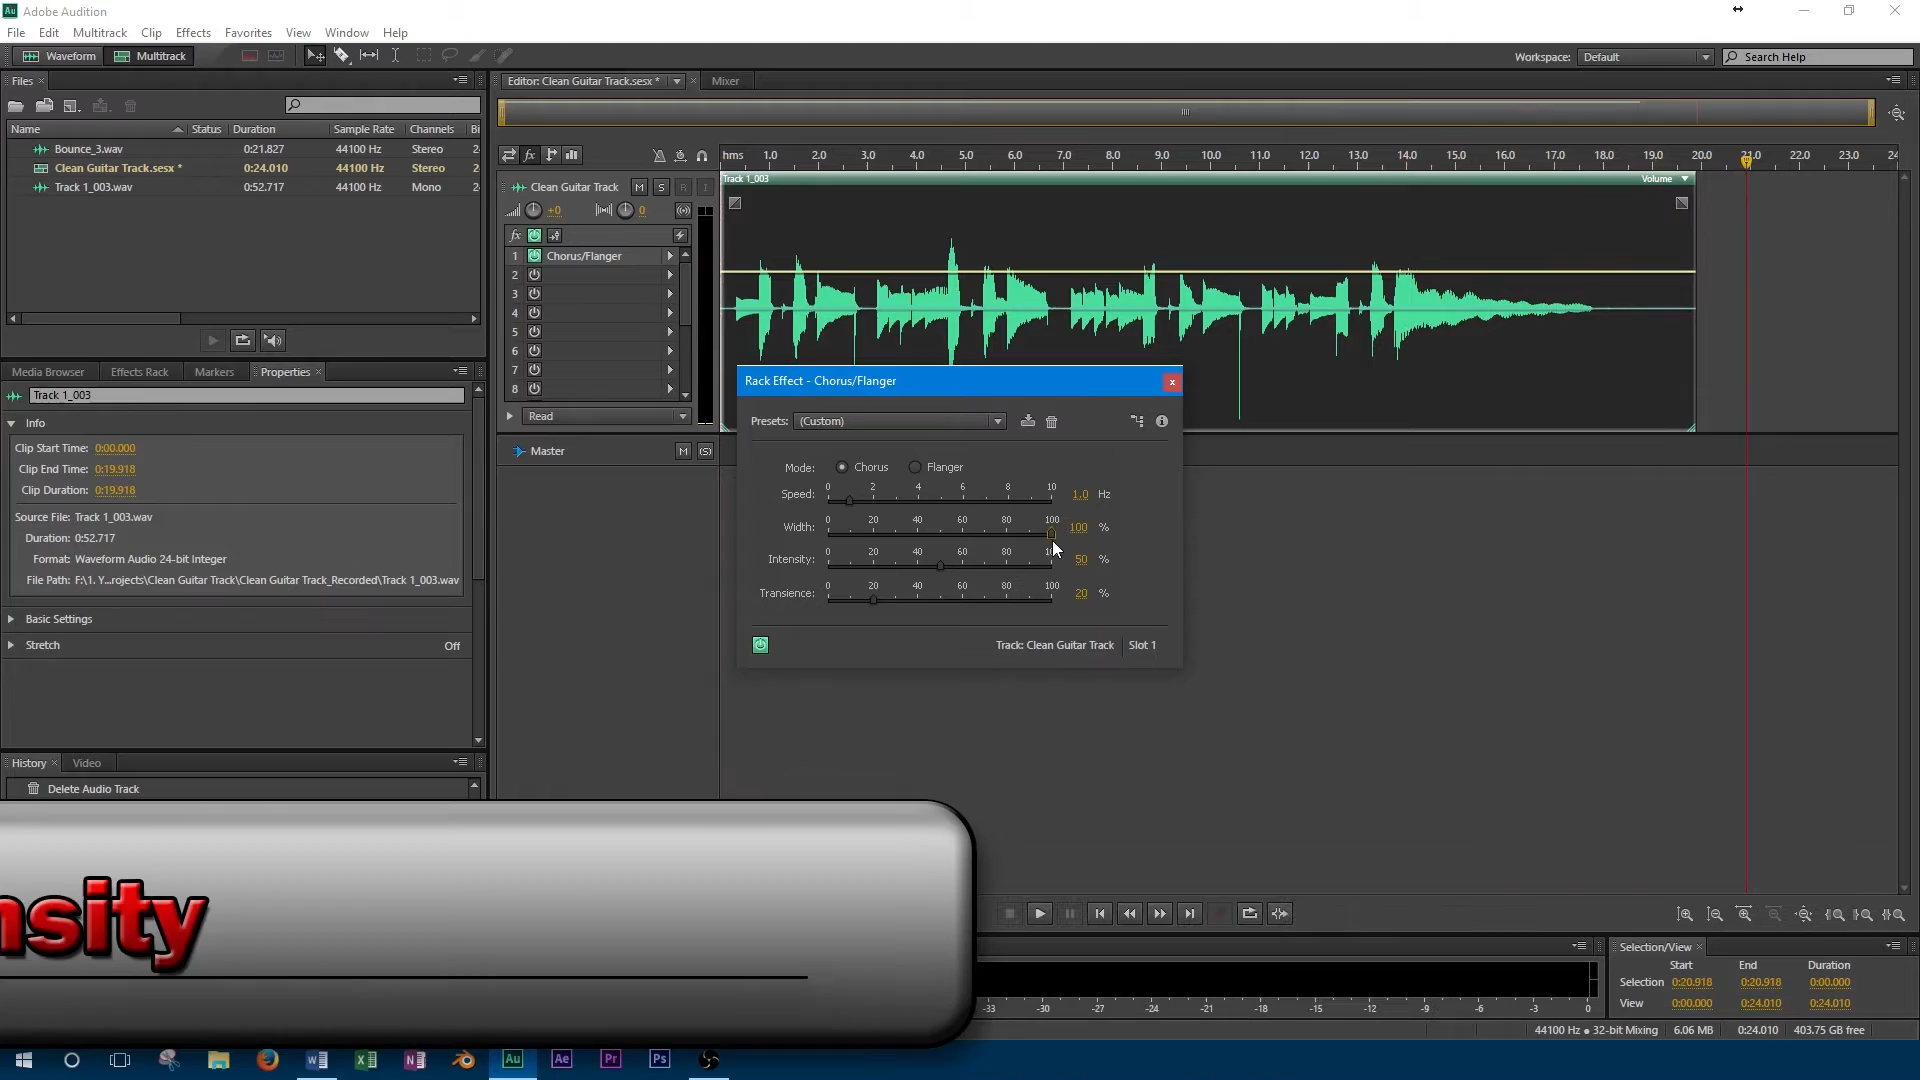 Au Adobe Audition
File Edit Multitrack Clip Effects Favorites View Window Help
Waveform Multitrack Workspace: Default Search Help
Files
Editor: Clean Guitar Track.sesx * Mixer
Name Status Duration Sample Rate Channels Bi
Bounce_3.wav 0:21.827 44100 Hz Stereo
Clean Guitar Track.sesx * 0:24.010 44100 Hz Stereo
Track 1_003.wav 0:52.717 44100 Hz Mono
hms 1.0 2.0 3.0 4.0 5.0 6.0 7.0 8.0 9.0 10.0 11.0 12.0 13.0 14.0 15.0 16.0 17.0 18.0 19.0 20.0 22.0 23.0 24
Track 1_003 Volume
Clean Guitar Track M S R I
+0 0
fx
1 Chorus/Flanger
2
3
4
5
6
7
8
Read
Master M (S)
Media Browser Effects Rack Markers Properties
Track 1_003
Info
Clip Start Time: 0:00.000
Clip End Time: 0:19.918
Clip Duration: 0:19.918
Source File: Track 1_003.wav
Duration: 0:52.717
Format: Waveform Audio 24-bit Integer
File Path: F:\1. Y...rojects\Clean Guitar Track\Clean Guitar Track_Recorded\Track 1_003.wav
Basic Settings
Stretch Off
Rack Effect - Chorus/Flanger
Presets: (Custom)
Mode: Chorus Flanger
0 2 4 6 8 10
Speed: 1.0 Hz
0 20 40 60 80 100
Width: 100 %
0 20 40 60 80
Intensity: 50 %
0 20 40 60 80 100
Transience: 20 %
Track: Clean Guitar Track Slot 1
History Video
Delete Audio Track
nsity
-33 -30 -27 -24 -21 -18 -15 -12 -9 -6 -3 0
Selection/View
Start End Duration
Selection 0:20.918 0:20.918 0:00.000
View 0:00.000 0:24.010 0:24.010
44100 Hz ● 32-bit Mixing 6.06 MB 0:24.010 403.75 GB free
Au Ae Pr Ps